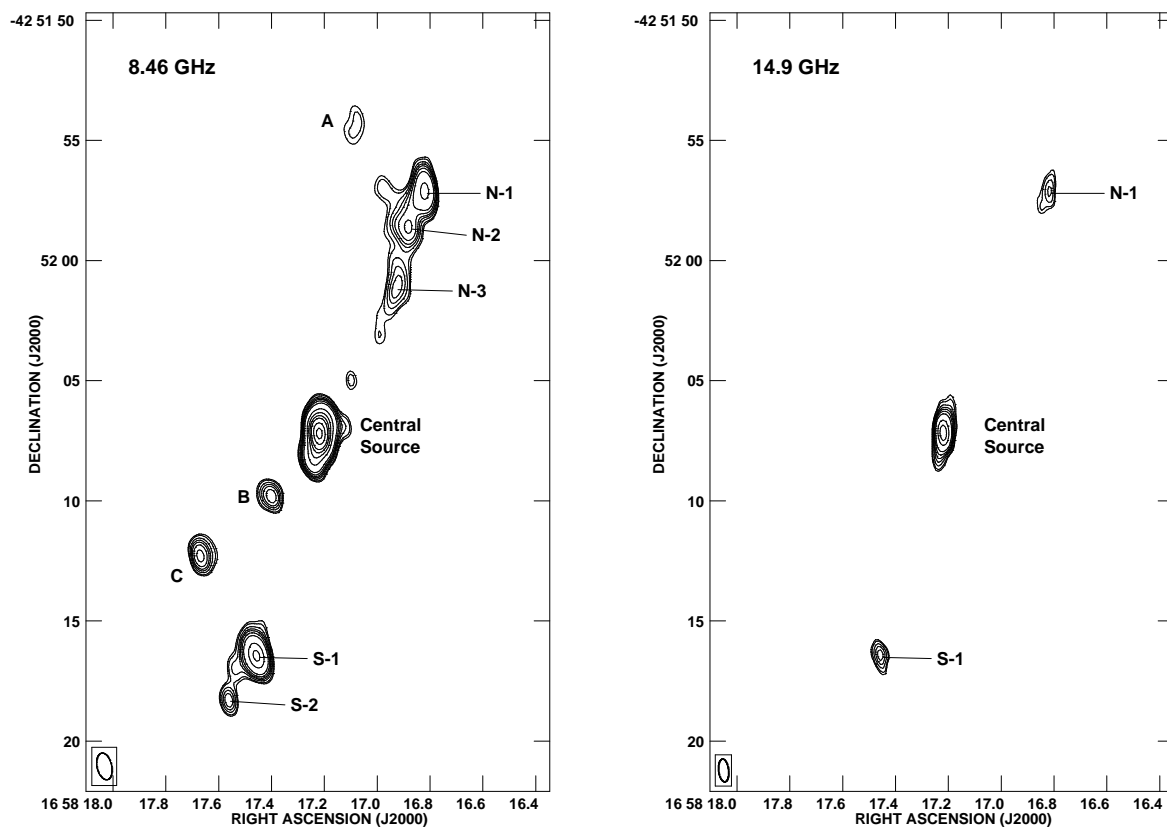 -42 51 50
8.46 GHz
A
55
N-1
N-2
52 00
N-3
DECLINATION (J2000)
05
Central
Source
10
B
C
15
S-1
S-2
20
16 58 18.0 17.8 17.6 17.4 17.2 17.0 16.8 16.6 16.4
RIGHT ASCENSION (J2000)
-42 51 50
14.9 GHz
55
N-1
52 00
DECLINATION (J2000)
05
Central
Source
10
15
S-1
20
16 58 18.0 17.8 17.6 17.4 17.2 17.0 16.8 16.6 16.4
RIGHT ASCENSION (J2000)